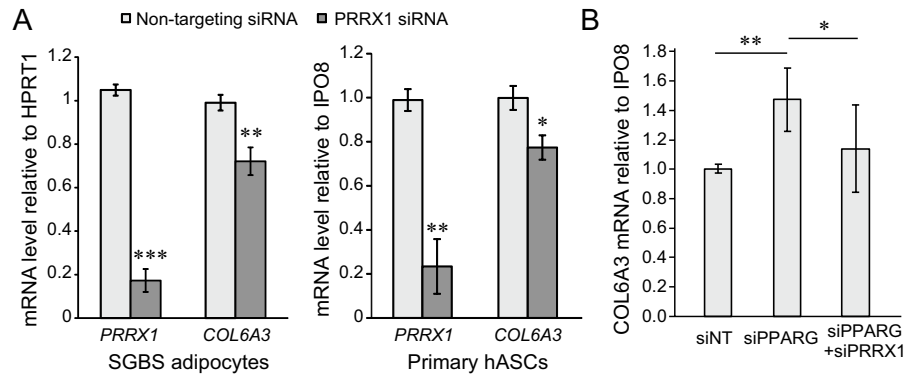 A
Non-targeting siRNA
PRRX1 siRNA
mRNA level relative to HPRT1
1.2
1
0.8
0.6
0.4
0.2
0
***
**
PRRX1
COL6A3
SGBS adipocytes
mRNA level relative to IPO8
1.2
1
0.8
0.6
0.4
0.2
0
**
*
PRRX1
COL6A3
Primary hASCs
B
COL6A3 mRNA relative to IPO8
1.8
1.6
1.4
1.2
1.0
0.8
0.6
0.4
0.2
0.0
**
*
siNT
siPPARG
siPPARG
+siPRRX1